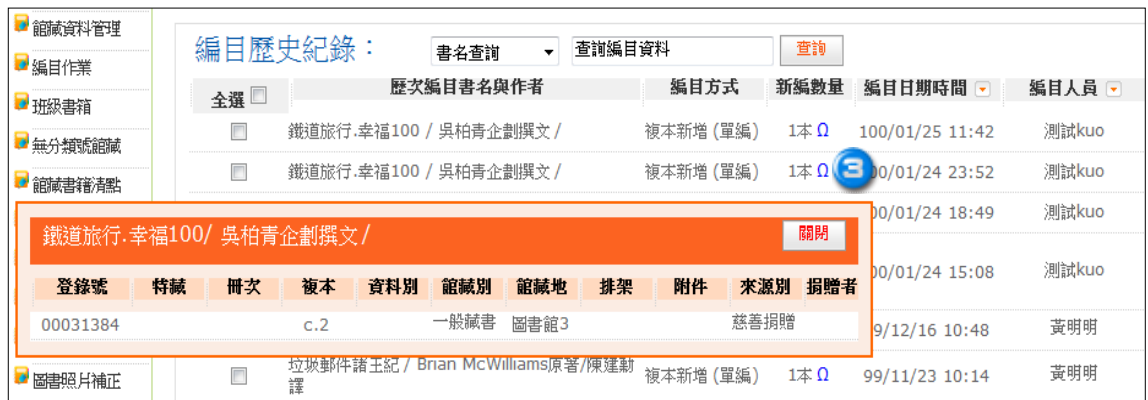 館藏資料管理
編目作業
班級書箱
無分類號館藏
館藏書籍清點
圖書照片補正
編目歷史紀錄：
書名查詢
查詢編目資料
查詢
全選 歷次編目書名與作者 編目方式 新編數量 編目日期時間 編目人員
鐵道旅行.幸福100 / 吳柏青企劃撰文 / 複本新增 (單編) 1本 Ω 100/01/25 11:42 測試kuo
鐵道旅行.幸福100 / 吳柏青企劃撰文 / 複本新增 (單編) 1本 Ω 3 00/01/24 23:52 測試kuo
00/01/24 18:49 測試kuo
00/01/24 15:08 測試kuo
鐵道旅行.幸福100/ 吳柏青企劃撰文/ 關閉
登錄號 特藏 冊次 複本 資料別 館藏別 館藏地 排架 附件 來源別 捐贈者
00031384 c.2 一般藏書 圖書館3 慈善捐贈
9/12/16 10:48 黃明明
垃圾郵件諸王紀 / Brian McWilliams原著/陳建勳
譯 複本新增 (單編) 1本 Ω 99/11/23 10:14 黃明明